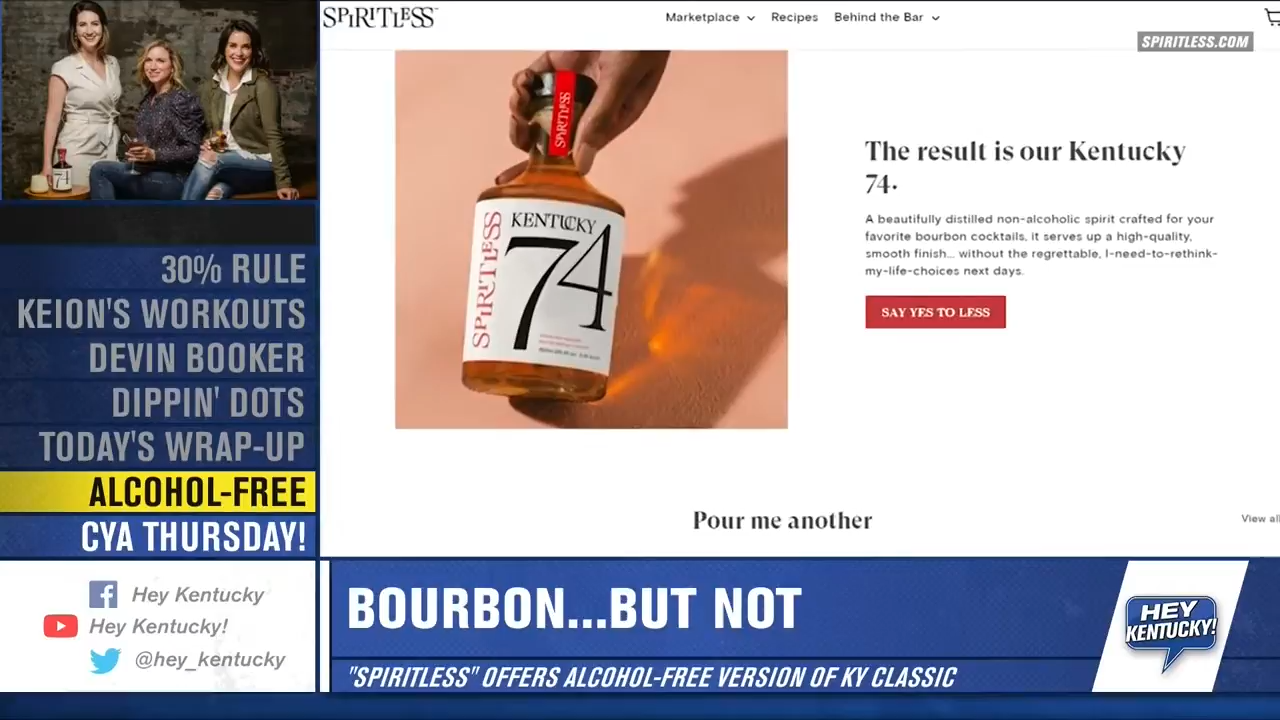 SPIRITLESS
Marketplace Recipes Behind the Bar
SPIRITLESS.COM
SPIRITLESS
SPIRITLESS
KENTUCKY
74
74
The result is our Kentucky
74.
A beautifully distilled non-alcoholic spirit crafted for your
favorite bourbon cocktails, it serves up a high-quality,
smooth finish... without the regrettable, I-need-to-rethink-
my-life-choices next days.
SAY YES TO LESS
Pour me another
View all
30% RULE
KEION'S WORKOUTS
DEVIN BOOKER
DIPPIN' DOTS
TODAY'S WRAP-UP
ALCOHOL-FREE
CYA THURSDAY!
Hey Kentucky
Hey Kentucky!
@hey_kentucky
BOURBON...BUT NOT
"SPIRITLESS" OFFERS ALCOHOL-FREE VERSION OF KY CLASSIC
HEY
KENTUCKY!